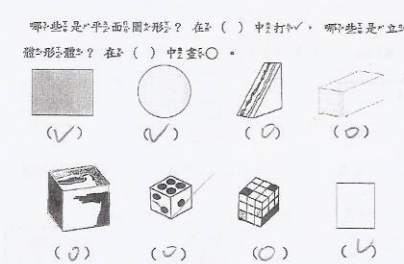 哪些是平面圖形？在（ ）中打✓，哪些是立
體形體？在（ ）中畫○。
(✓) (✓) (○) (○)
(○) (○) (○) (✓)